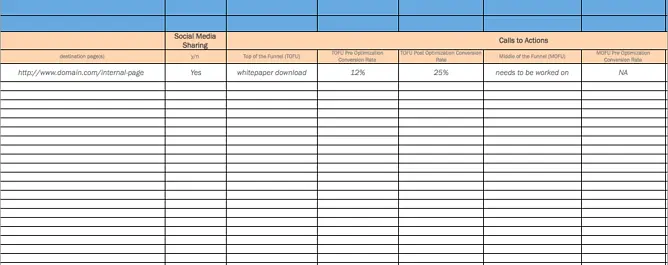 Social Media
Sharing
Calls to Actions
destination page(s)
y/n
Top of the Funnel (TOFU)
TOFU Pre Optimization
Conversion Rate
TOFU Post Optimization Conversion
Rate
Middle of the Funnel (MOFU)
MOFU Pre Optimization
Conversion Rate
http://www.domain.com/internal-page
Yes
whitepaper download
12%
25%
needs to be worked on
NA